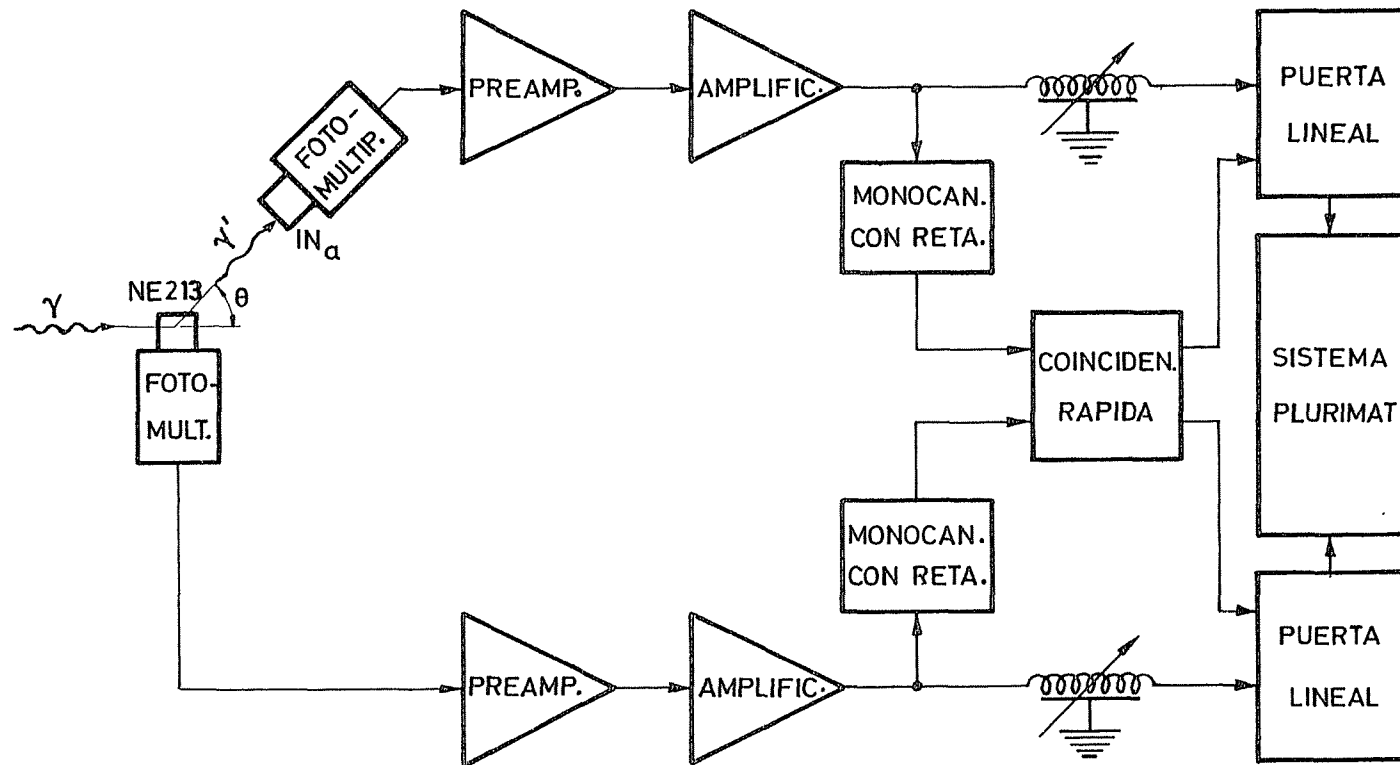 PREAMP.
AMPLIFIC.
PUERTA
LINEAL
FOTO-
MULTIP.
MONOCAN.
CON RETA.
γ'
INa
NE213
θ
γ
SISTEMA
PLURIMAT
COINCIDEN.
RAPIDA
FOTO-
MULT.
MONOCAN.
CON RETA.
PREAMP.
AMPLIFIC.
PUERTA
LINEAL